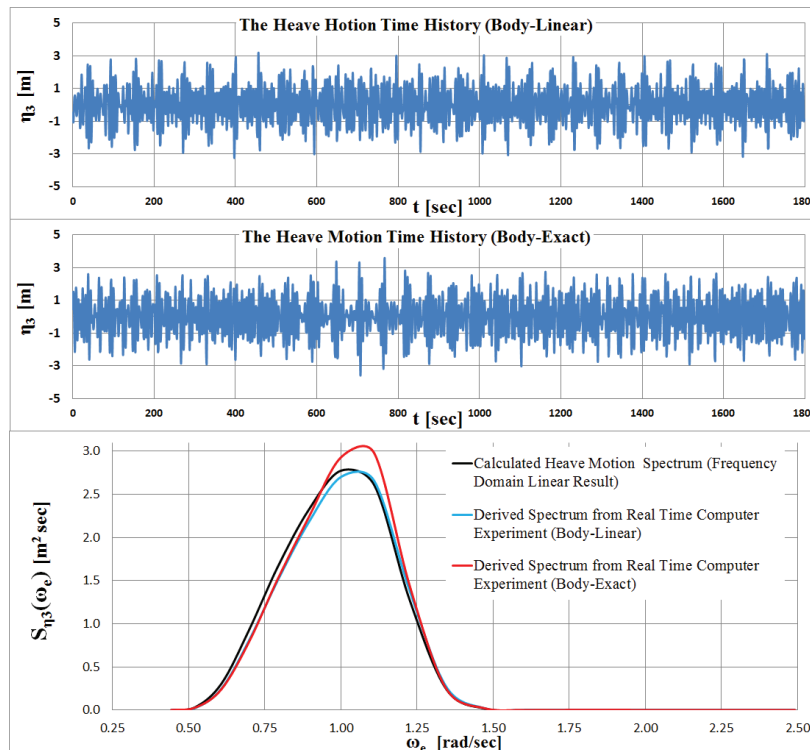 The Heave Hotion Time History (Body-Linear)
5
3
1
-1
-3
-5
η3 [m]
0 200 400 600 800 1000 1200 1400 1600 180
t [sec]
The Heave Motion Time History (Body-Exact)
5
3
1
-1
-3
-5
η3 [m]
0 200 400 600 800 1000 1200 1400 1600 180
t [sec]
3.0
2.5
2.0
1.5
1.0
0.5
0.0
Sη3(ωe) [m² sec]
Calculated Heave Motion Spectrum (Frequency
Domain Linear Result)
Derived Spectrum from Real Time Computer
Experiment (Body-Linear)
Derived Spectrum from Real Time Computer
Experiment (Body-Exact)
0.25 0.50 0.75 1.00 1.25 1.50 1.75 2.00 2.25 2.50
ωe [rad/sec]